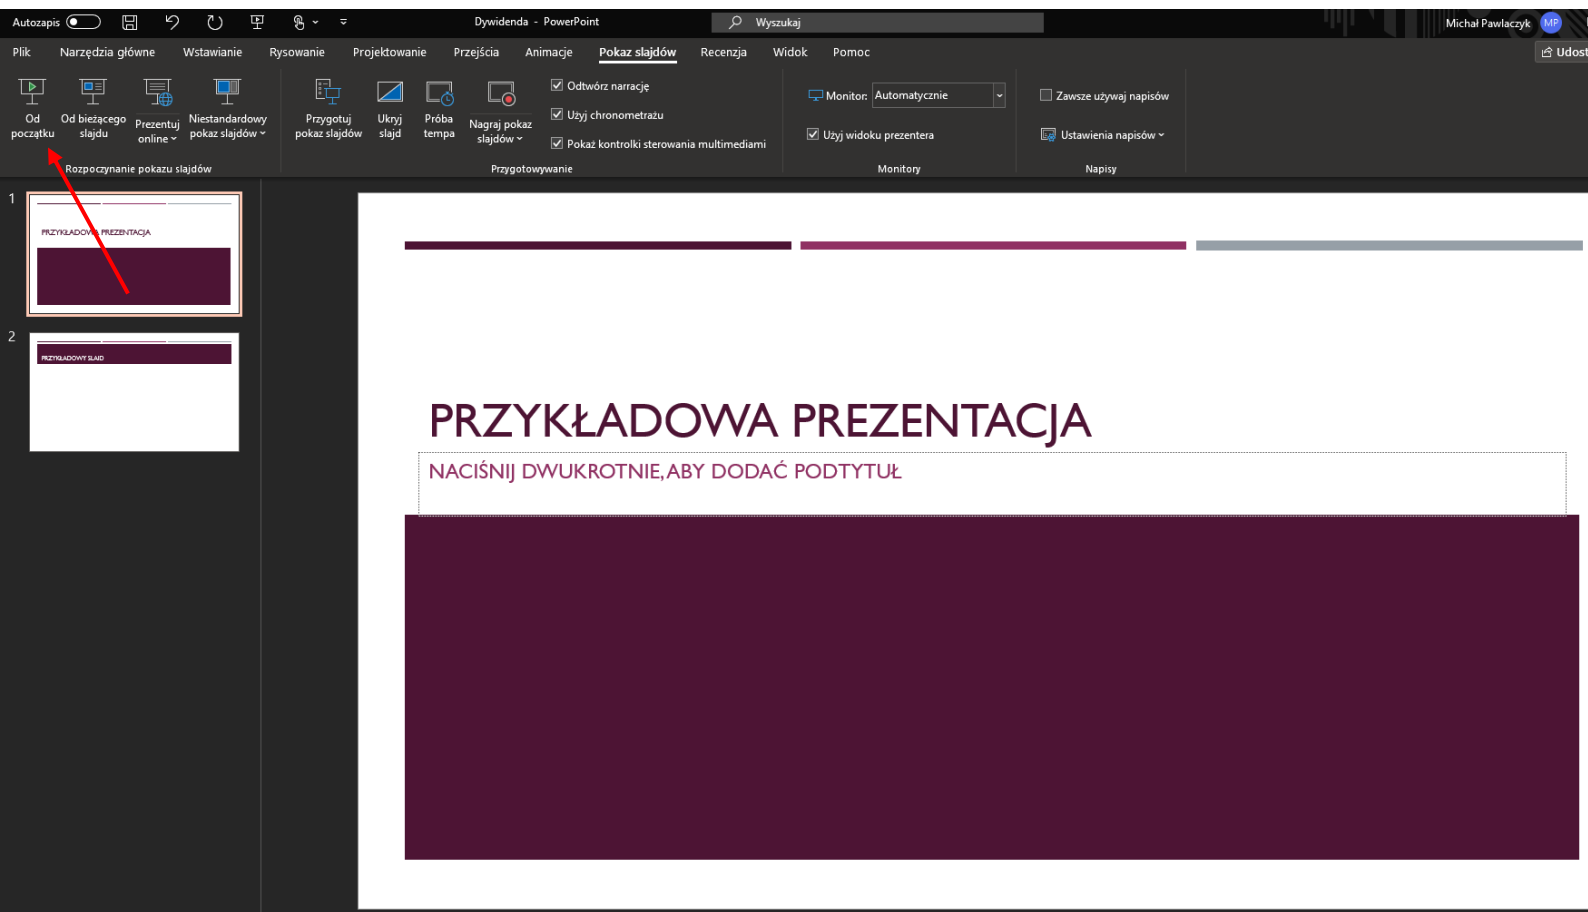 Autozapis
Dywidenda - PowerPoint
Wyszukaj
Michał Pawlaczyk MP
Plik Narzędzia główne Wstawianie Rysowanie Projektowanie Przejścia Animacje Pokaz slajdów Recenzja Widok Pomoc
Udost
Od
początku
Od bieżącego
slajdu
Prezentuj
online
Niestandardowy
pokaz slajdów
Rozpoczynanie pokazu slajdów
Przygotuj
pokaz slajdów
Ukryj
slajd
Próba
tempa
Nagraj pokaz
slajdów
Odtwórz narrację
Użyj chronometrażu
Pokaż kontrolki sterowania multimediami
Przygotowywanie
Monitor: Automatycznie
Użyj widoku prezentera
Monitory
Zawsze używaj napisów
Ustawienia napisów
Napisy
1
PRZYKŁADOWA PREZENTACJA
2
PRZYKŁADOWY SLAJD
PRZYKŁADOWA PREZENTACJA
NACIŚNIJ DWUKROTNIE, ABY DODAĆ PODTYTUŁ